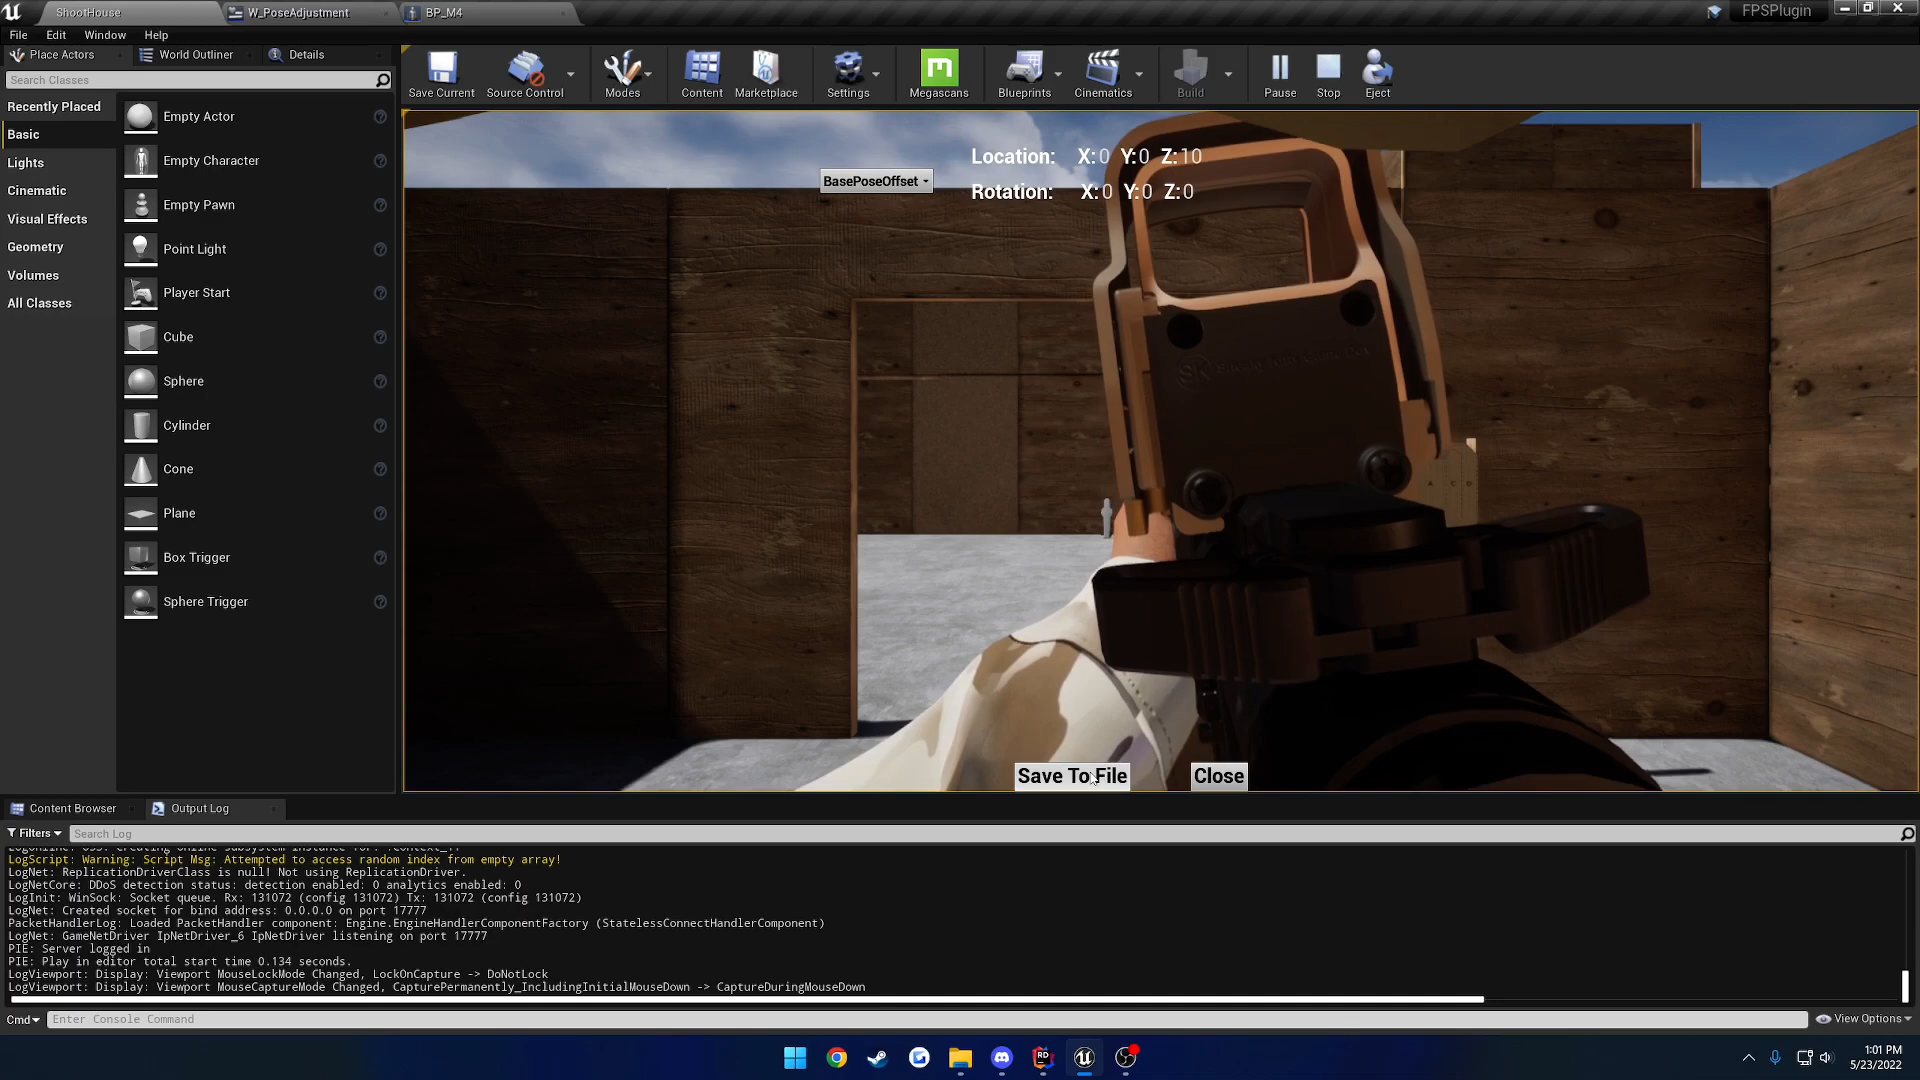 ShootHouse
W_PoseAdjustment
BP_M4
FPSPlugin
File
Edit
Window
Help
Place Actors
World Outliner
Details
Search Classes
Save Current
Source Control
Modes
Content
Marketplace
Settings
Megascans
Blueprints
Cinematics
Build
Pause
Stop
Eject
Recently Placed
Basic
Lights
Cinematic
Visual Effects
Geometry
Volumes
All Classes
Empty Actor
Empty Character
Empty Pawn
Point Light
Player Start
Cube
Sphere
Cylinder
Cone
Plane
Box Trigger
Sphere Trigger
BasePoseOffset
Location: X:0 Y:0 Z:10
Rotation: X:0 Y:0 Z:0
Save To File
Close
Content Browser
Output Log
Filters
Search Log
LogScript: Warning: Script Msg: Attempted to access random index from empty array!
LogNet: ReplicationDriverClass is null! Not using ReplicationDriver.
LogNetCore: DDoS detection status: detection enabled: 0 analytics enabled: 0
LogInit: WinSock: Socket queue. Rx: 131072 (config 131072) Tx: 131072 (config 131072)
LogNet: Created socket for bind address: 0.0.0.0 on port 17777
PacketHandlerLog: Loaded PacketHandler component: Engine.EngineHandlerComponentFactory (StatelessConnectHandlerComponent)
LogNet: GameNetDriver IpNetDriver_6 IpNetDriver listening on port 17777
PIE: Server logged in
PIE: Play in editor total start time 0.134 seconds.
LogViewport: Display: Viewport MouseLockMode Changed, LockOnCapture -> DoNotLock
LogViewport: Display: Viewport MouseCaptureMode Changed, CapturePermanently_IncludingInitialMouseDown -> CaptureDuringMouseDown
Cmd
Enter Console Command
View Options
1:01 PM
5/23/2022